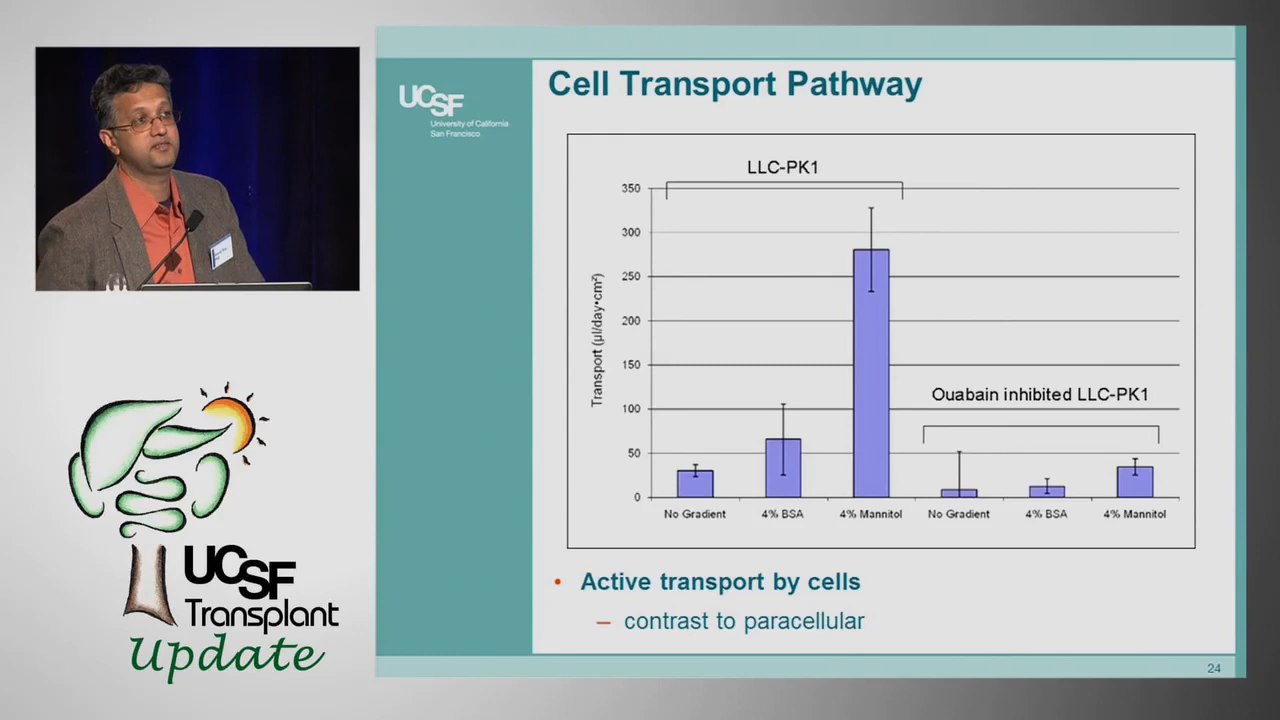 UCSF
University of California
San Francisco
Cell Transport Pathway
LLC-PK1
350
300
250
200
150
100
50
0
Transport (µl/day•cm²)
Ouabain inhibited LLC-PK1
No Gradient
4% BSA
4% Mannitol
No Gradient
4% BSA
4% Mannitol
• Active transport by cells
– contrast to paracellular
24
UCSF
Transplant
Update